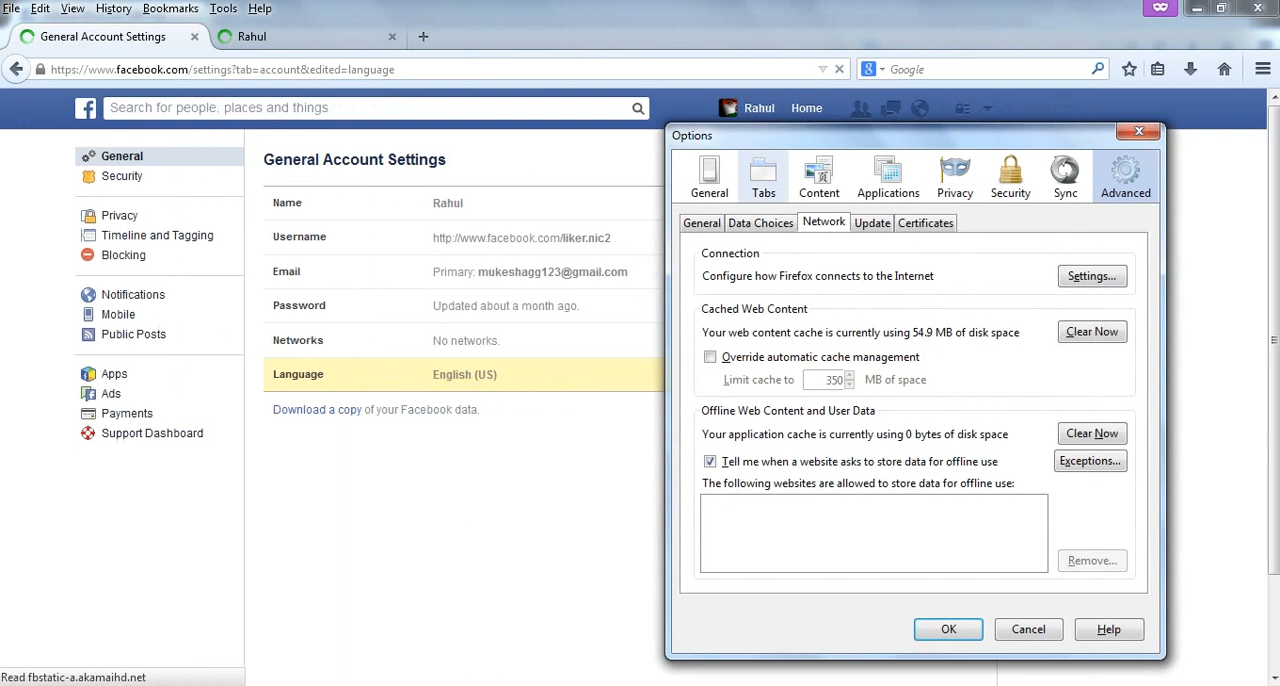 File Edit View History Bookmarks Tools Help
General Account Settings Rahul
https://www.facebook.com/settings?tab=account&edited=language Google
Search for people, places and things Rahul Home
General
Security
Privacy
Timeline and Tagging
Blocking
Notifications
Mobile
Public Posts
Apps
Ads
Payments
Support Dashboard
General Account Settings
Name Rahul
Username http://www.facebook.com/liker.nic2
Email Primary: mukeshagg123@gmail.com
Password Updated about a month ago.
Networks No networks.
Language English (US)
Download a copy of your Facebook data.
Options
General Tabs Content Applications Privacy Security Sync Advanced
General Data Choices Network Update Certificates
Connection
Configure how Firefox connects to the Internet Settings...
Cached Web Content
Your web content cache is currently using 54.9 MB of disk space Clear Now
Override automatic cache management
Limit cache to 350 MB of space
Offline Web Content and User Data
Your application cache is currently using 0 bytes of disk space Clear Now
Tell me when a website asks to store data for offline use Exceptions...
The following websites are allowed to store data for offline use:
Remove...
OK Cancel Help
Read fbstatic-a.akamaihd.net